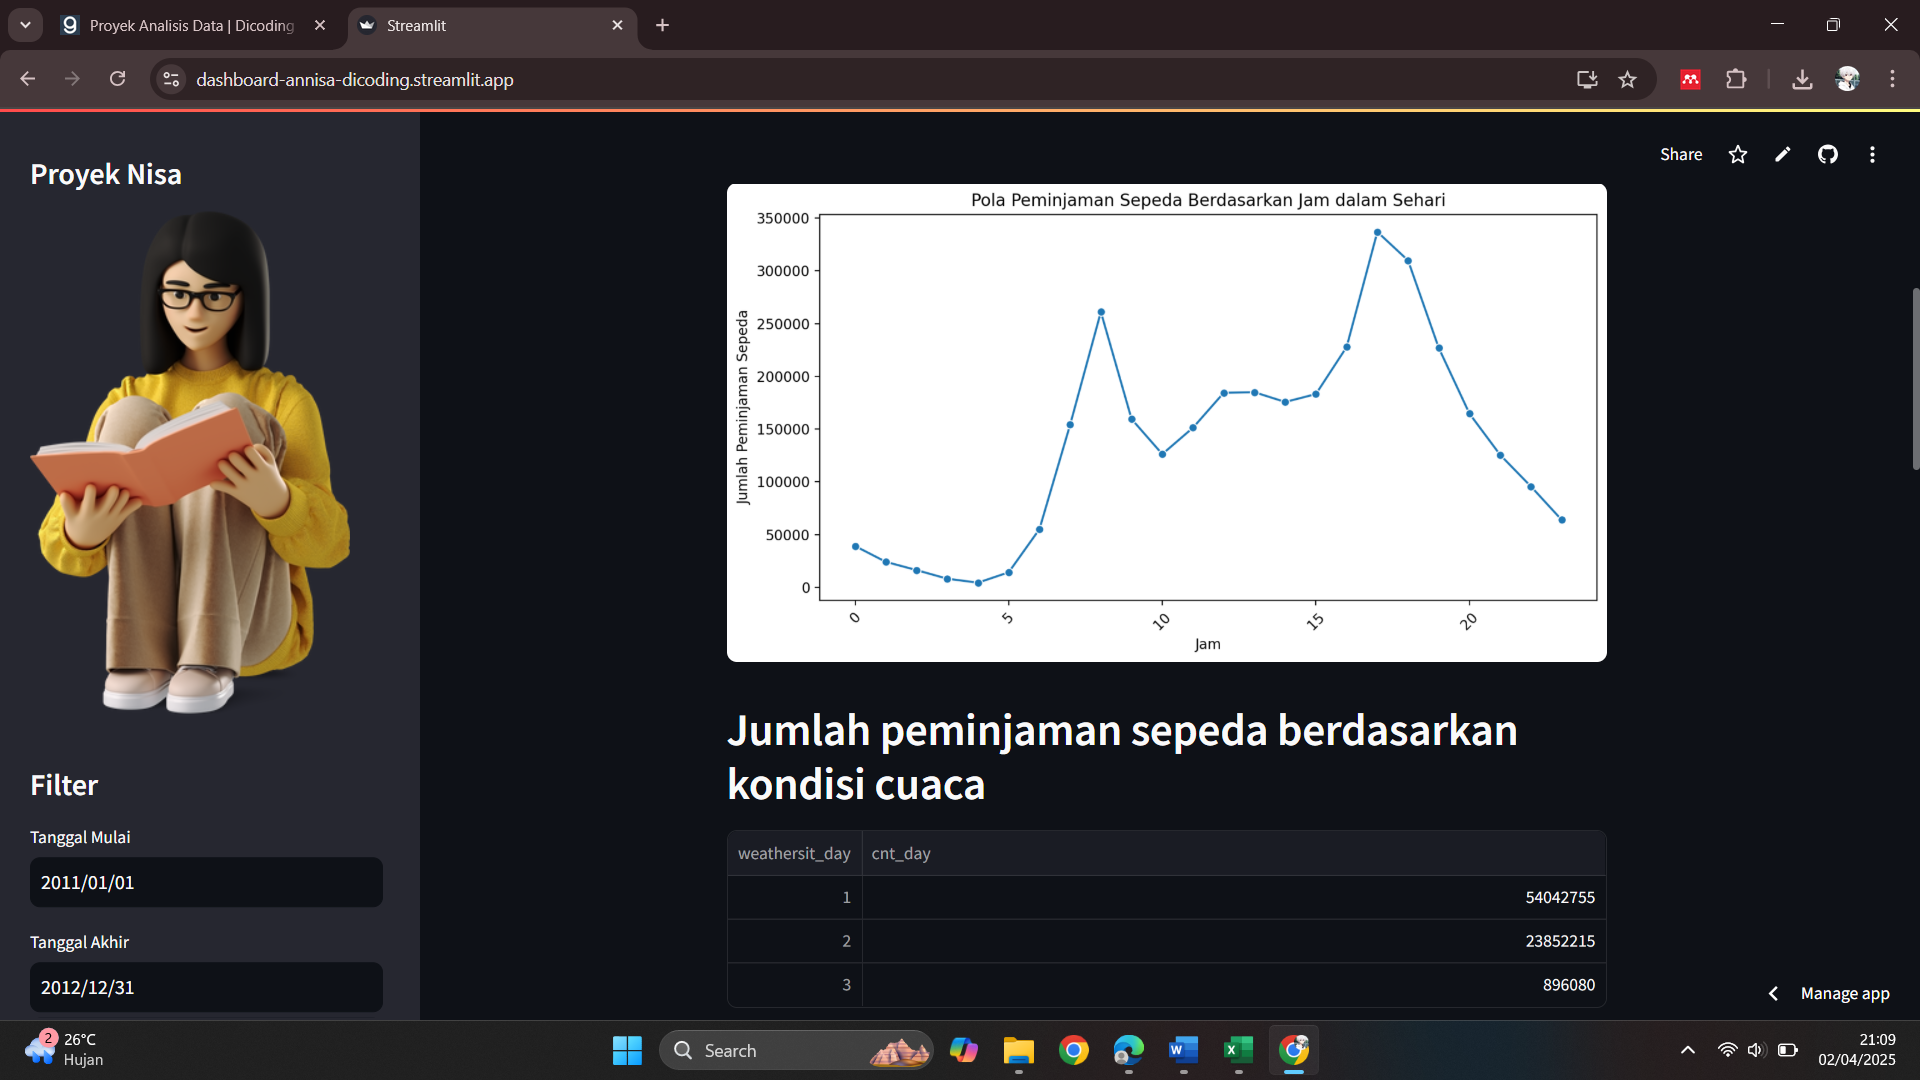 Proyek Analisis Data | Dicoding
Streamlit
dashboard-annisa-dicoding.streamlit.app
Proyek Nisa
Share
Pola Peminjaman Sepeda Berdasarkan Jam dalam Sehari
350000
300000
250000
200000
150000
100000
50000
0
Jumlah Peminjaman Sepeda
0
5
10
15
20
Jam
Jumlah peminjaman sepeda berdasarkan
kondisi cuaca
weathersit_day cnt_day
1 54042755
2 23852215
3 896080
Filter
Tanggal Mulai
2011/01/01
Tanggal Akhir
2012/12/31
Manage app
2
26°C
Hujan
Search
21:09
02/04/2025